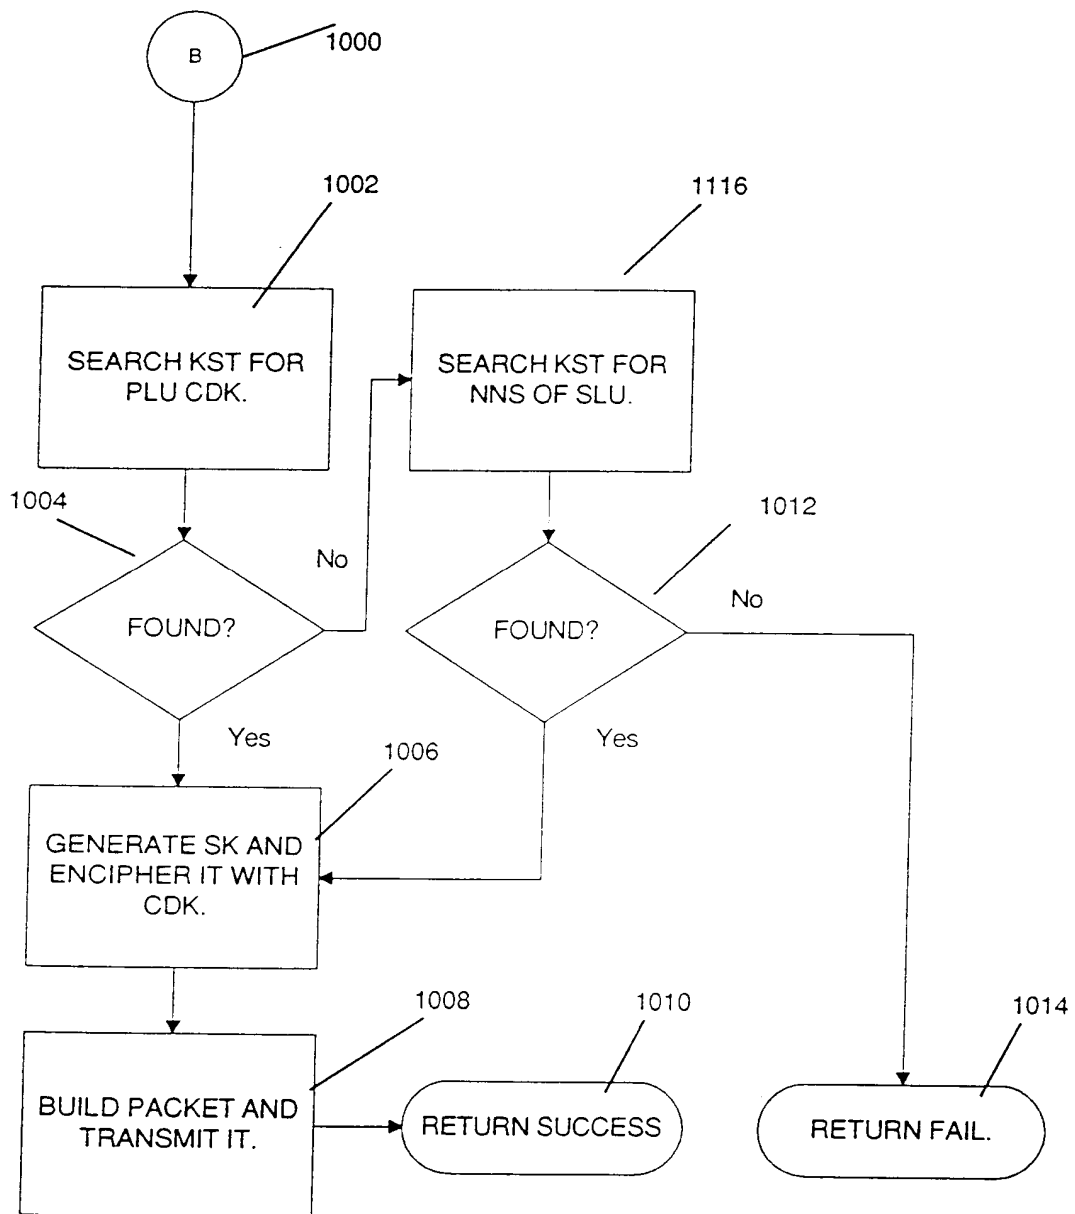 B
1000
1002
1116
SEARCH KST FOR
PLU CDK.
SEARCH KST FOR
NNS OF SLU.
1004
No
1012
No
FOUND?
FOUND?
Yes
Yes
1006
GENERATE SK AND
ENCIPHER IT WITH
CDK.
1008
1010
1014
BUILD PACKET AND
TRANSMIT IT.
RETURN SUCCESS
RETURN FAIL.